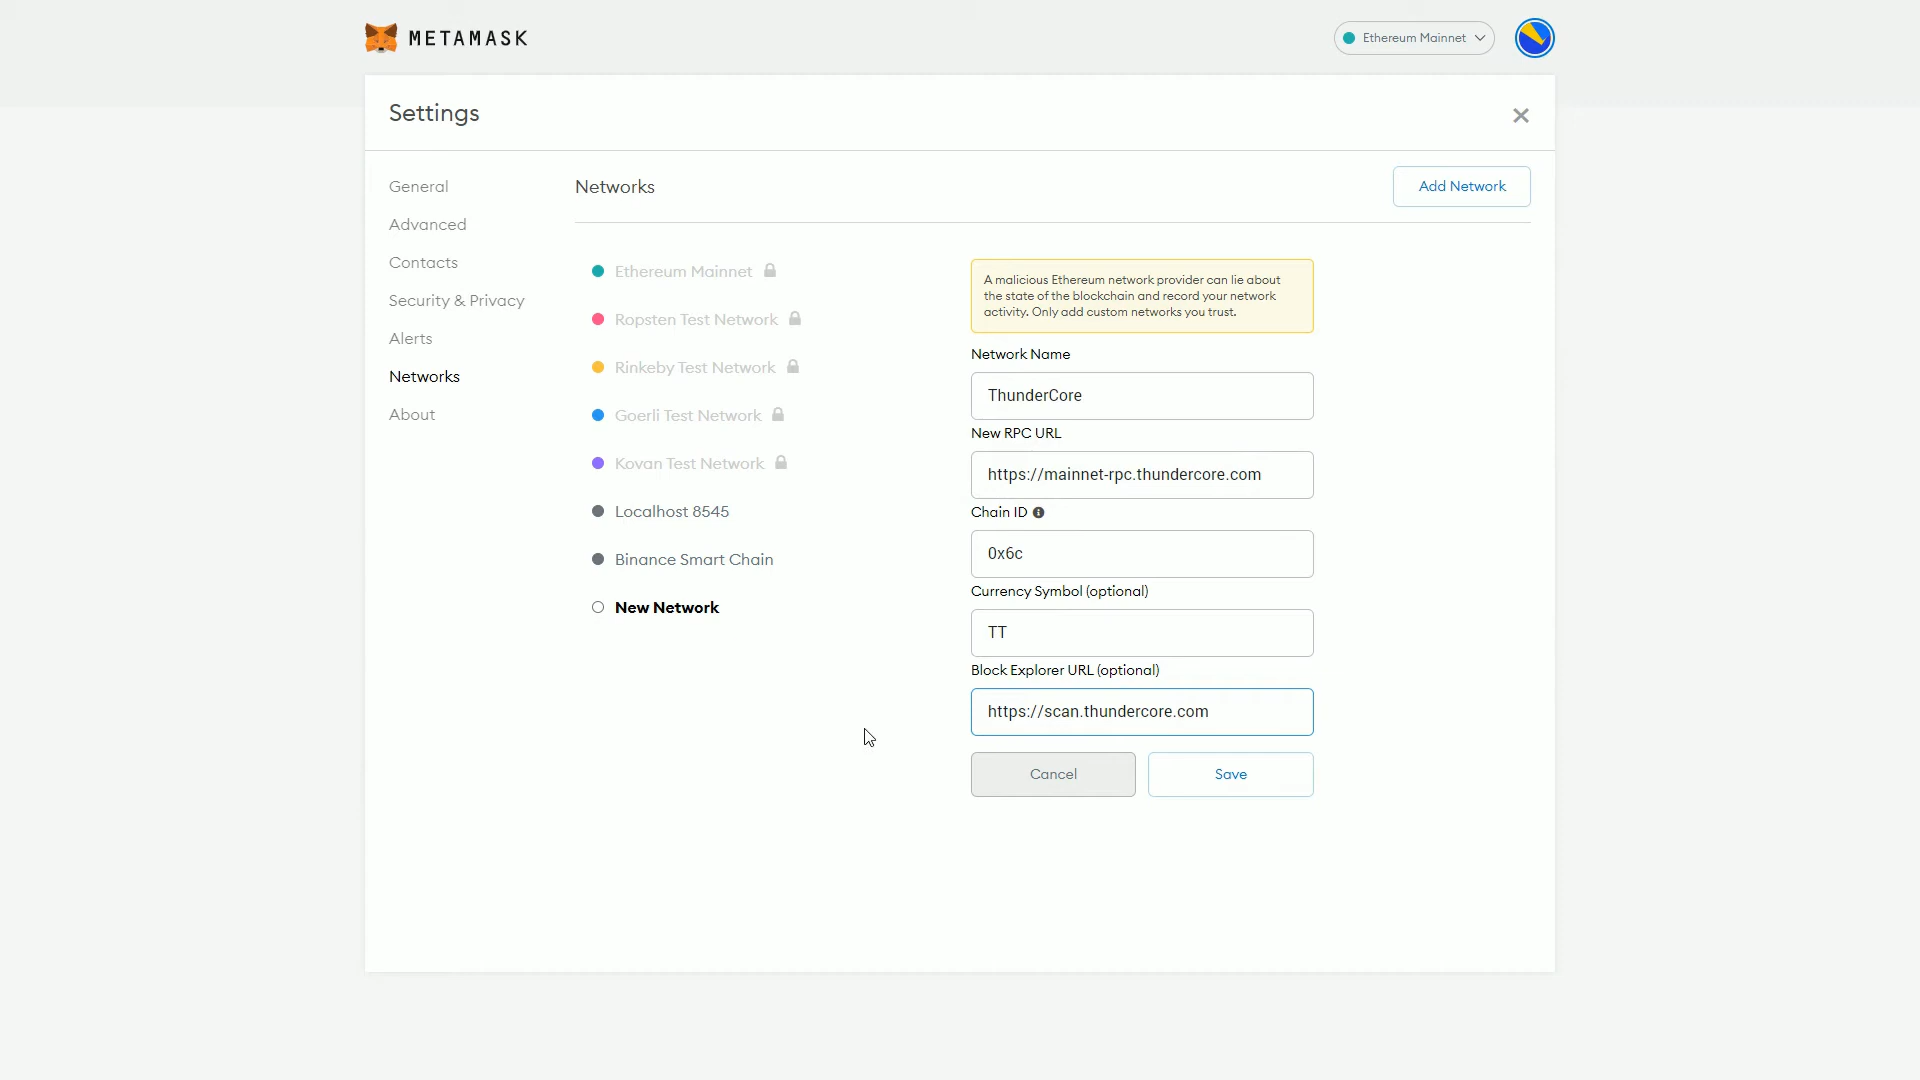 METAMASK
Ethereum Mainnet
Settings
General
Advanced
Contacts
Security & Privacy
Alerts
Networks
About
Networks
Add Network
Ethereum Mainnet
Ropsten Test Network
Rinkeby Test Network
Goerli Test Network
Kovan Test Network
Localhost 8545
Binance Smart Chain
New Network
A malicious Ethereum network provider can lie about
the state of the blockchain and record your network
activity. Only add custom networks you trust.
Network Name
ThunderCore
New RPC URL
https://mainnet-rpc.thundercore.com
Chain ID
0x6c
Currency Symbol (optional)
TT
Block Explorer URL (optional)
https://scan.thundercore.com
Cancel
Save